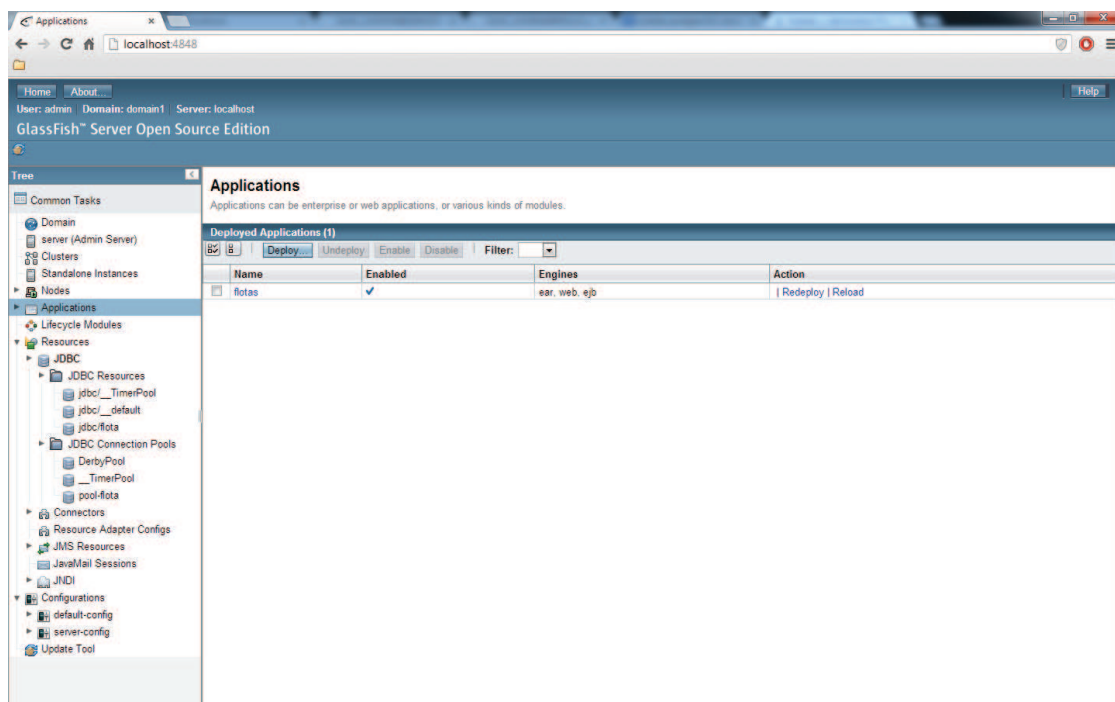 Applications
localhost:4848
Home About... Help
User: admin Domain: domain1 Server: localhost
GlassFish™ Server Open Source Edition
Tree
Common Tasks
Domain
server (Admin Server)
Clusters
Standalone Instances
Nodes
Applications
Lifecycle Modules
Resources
JDBC
JDBC Resources
jdbc/__TimerPool
jdbc/__default
jdbc/flota
JDBC Connection Pools
DerbyPool
__TimerPool
pool-flota
Connectors
Resource Adapter Configs
JMS Resources
JavaMail Sessions
JNDI
Configurations
default-config
server-config
Update Tool
Applications
Applications can be enterprise or web applications, or various kinds of modules.
Deployed Applications (1)
Deploy... Undeploy Enable Disable Filter:
Name Enabled Engines Action
flotas ear, web, ejb | Redeploy | Reload